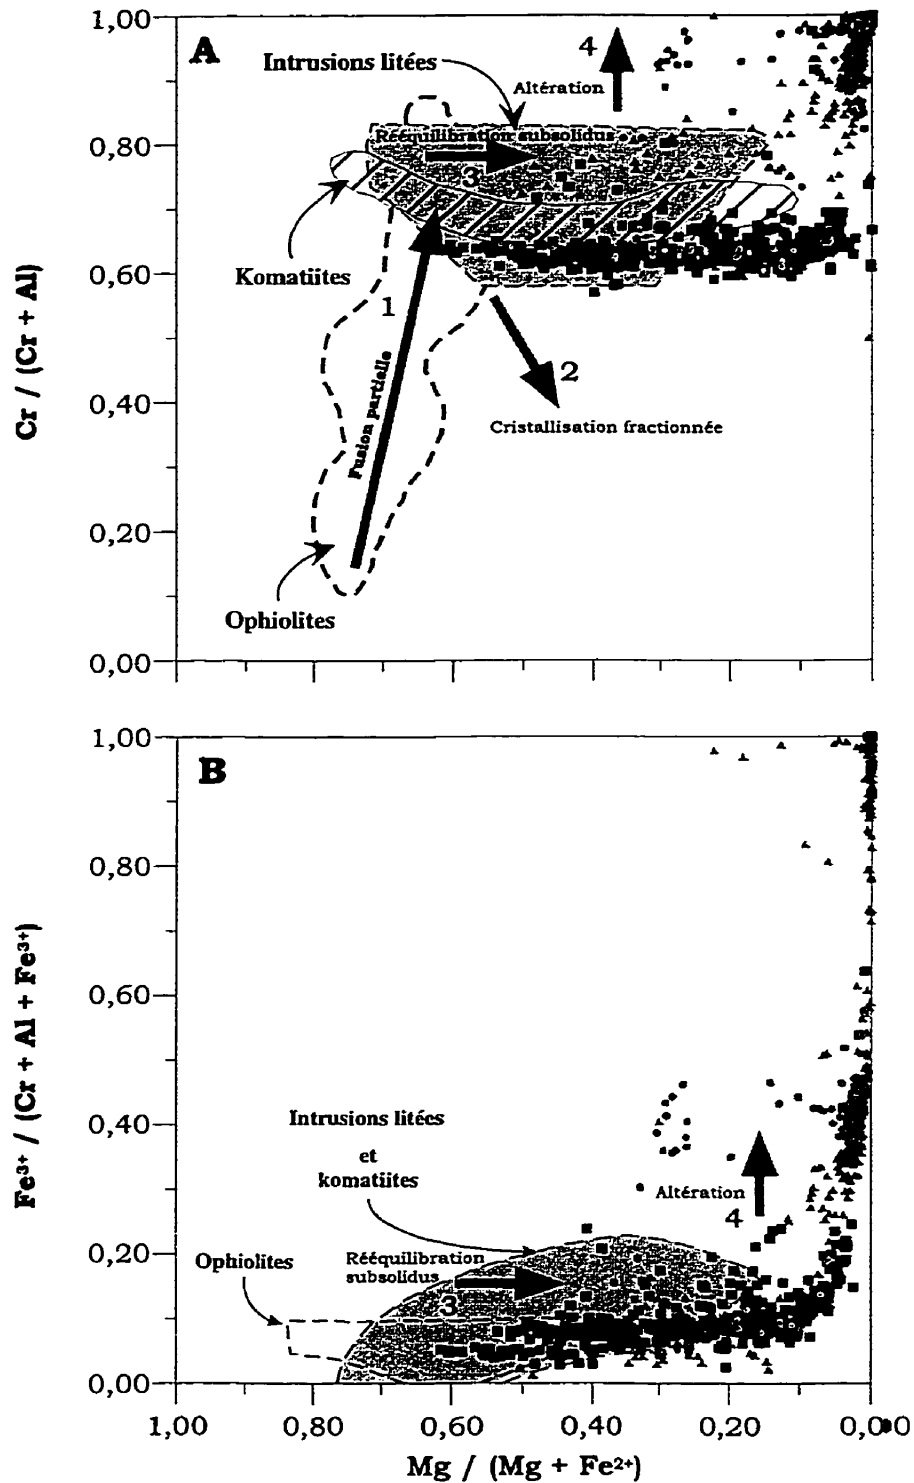 A
1,00
0,80
0,60
0,40
0,20
0,00
Cr / (Cr + Al)
Intrusions litées
Altération
4
Rééquilibration subsolidus
3
Komatiites
1
Fusion partielle
2
Cristallisation fractionnée
Ophiolites
B
1,00
0,80
0,60
0,40
0,20
0,00
Fe³⁺ / (Cr + Al + Fe³⁺)
Intrusions litées
et
komatiites
Altération
4
Ophiolites
Rééquilibration
subsolidus
3
1,00 0,80 0,60 0,40 0,20 0,00
Mg / (Mg + Fe²⁺)